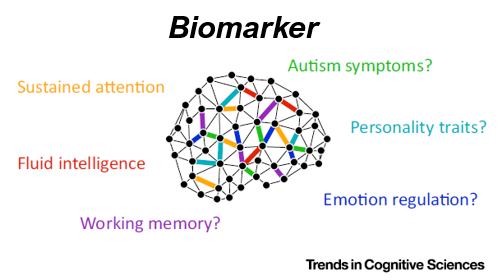 Biomarker
Autism symptoms?
Sustained attention
Personality traits?
Fluid intelligence
Emotion regulation?
Working memory?
Trends in Cognitive Sciences